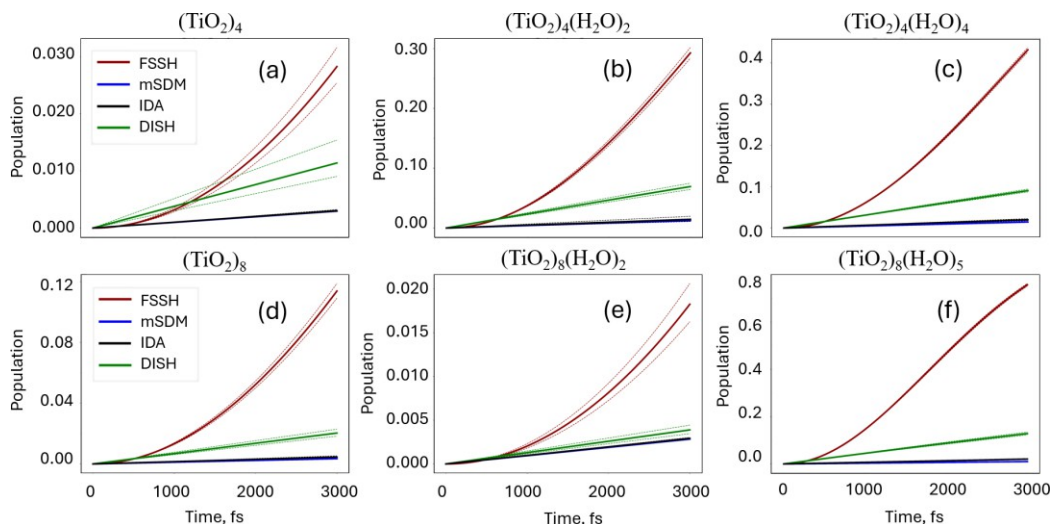 (TiO₂)₄
(TiO₂)₄(H₂O)₂
(TiO₂)₄(H₂O)₄
Population
0.030
0.020
0.010
0.000
FSSH
mSDM
IDA
DISH
(a)
Population
0.30
0.20
0.10
0.00
(b)
Population
0.4
0.3
0.2
0.1
0.0
(c)
(TiO₂)₈
(TiO₂)₈(H₂O)₂
(TiO₂)₈(H₂O)₅
Population
0.12
0.08
0.04
0.00
FSSH
mSDM
IDA
DISH
(d)
0 1000 2000 3000
Time, fs
Population
0.020
0.015
0.010
0.005
0.000
(e)
0 1000 2000 3000
Time, fs
Population
0.8
0.6
0.4
0.2
0.0
(f)
0 1000 2000 3000
Time, fs